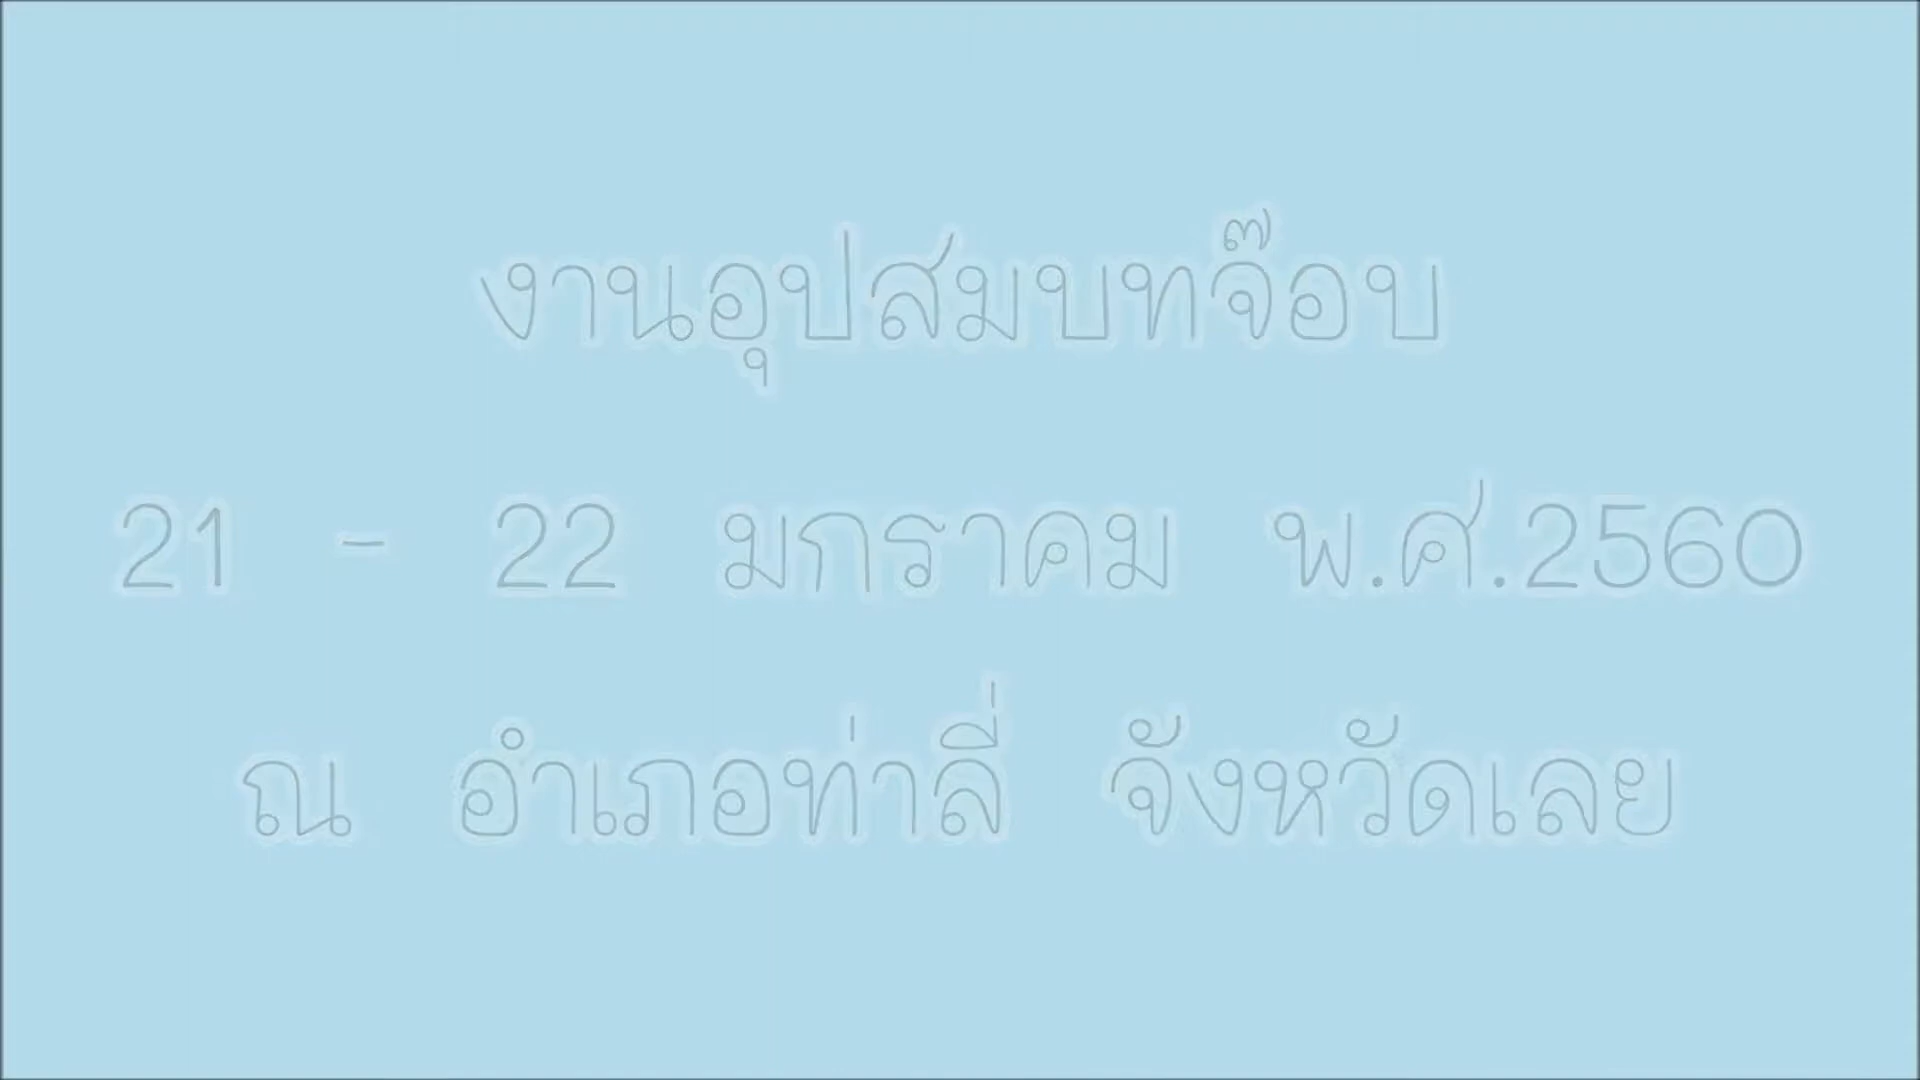 งานอุปสมบทจ๊อบ
21 - 22 มกราคม พ.ศ.2560
ณ อำเภอท่าลี่ จังหวัดเลย